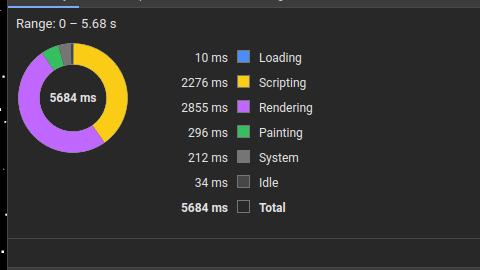 Range: 0 – 5.68 s
5684 ms
10 ms Loading
2276 ms Scripting
2855 ms Rendering
296 ms Painting
212 ms System
34 ms Idle
5684 ms Total